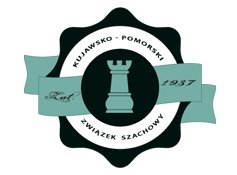 KUJAWSKO - POMORSKI
Zał. 1937
ZWIĄZEK SZACHOWY